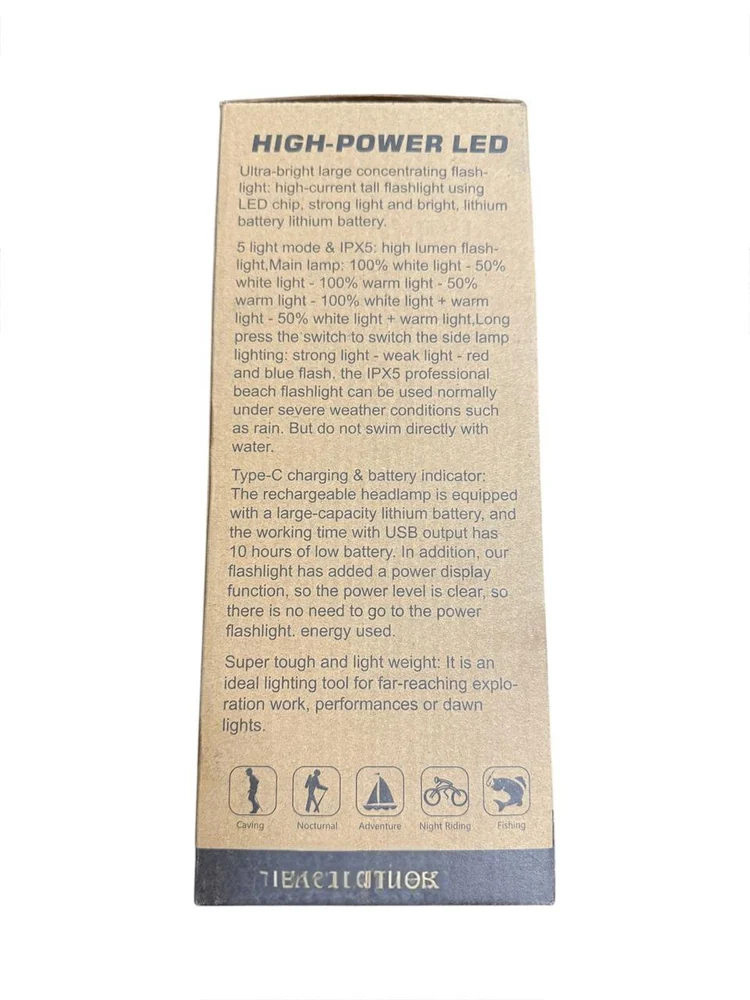 HIGH-POWER LED
Ultra-bright large concentrating flash-
light: high-current tall flashlight using
LED chip, strong light and bright, lithium
battery lithium battery.
5 light mode & IPX5: high lumen flash-
light,Main lamp: 100% white light - 50%
white light - 100% warm light - 50%
warm light - 100% white light + warm
light - 50% white light + warm light,Long
press the switch to switch the side lamp
lighting: strong light - weak light - red
and blue flash, the IPX5 professional
beach flashlight can be used normally
under severe weather conditions such
as rain. But do not swim directly with
water.
Type-C charging & battery indicator:
The rechargeable headlamp is equipped
with a large-capacity lithium battery, and
the working time with USB output has
10 hours of low battery. In addition, our
flashlight has added a power display
function, so the power level is clear, so
there is no need to go to the power
flashlight. energy used.
Super tough and light weight: It is an
ideal lighting tool for far-reaching explo-
ration work, performances or dawn
lights.
Caving Nocturnal Adventure Night Riding Fishing